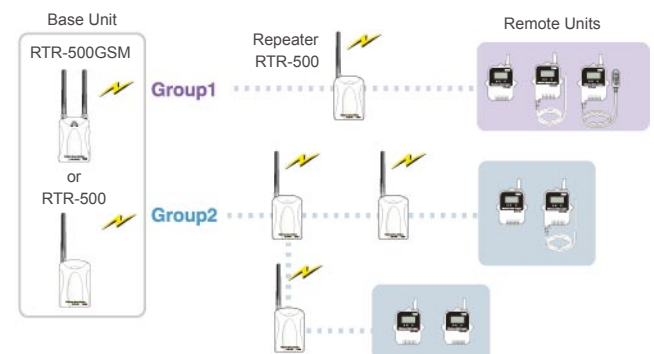 Base Unit
Remote Units
RTR-500GSM
Repeater
RTR-500
Group1
or
RTR-500
Group2